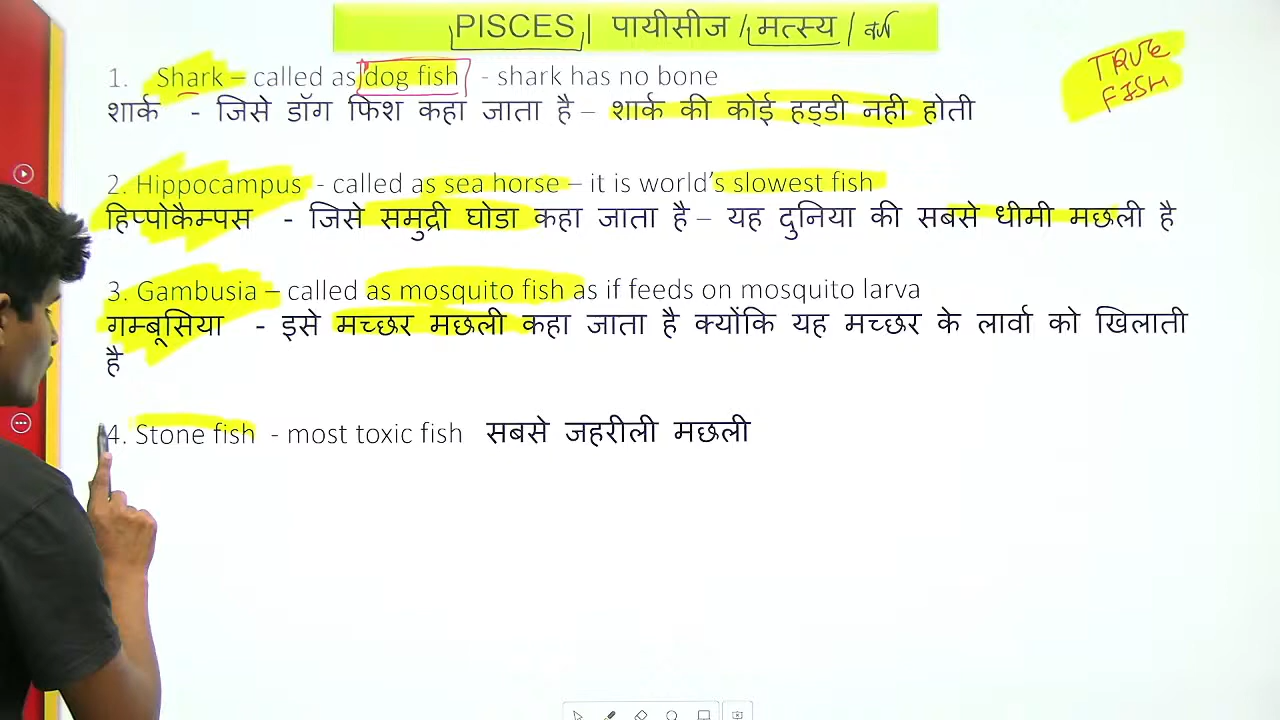 PISCES | पायीसीज / मत्स्य / वर्ग
TRUE
FISH
1. Shark – called as dog fish - shark has no bone
शार्क - जिसे डॉग फिश कहा जाता है – शार्क की कोई हड्डी नही होती
2. Hippocampus - called as sea horse – it is world's slowest fish
हिप्पोकैम्पस - जिसे समुद्री घोडा कहा जाता है – यह दुनिया की सबसे धीमी मछली है
3. Gambusia – called as mosquito fish as if feeds on mosquito larva
गम्बूसिया - इसे मच्छर मछली कहा जाता है क्योंकि यह मच्छर के लार्वा को खिलाती
है
4. Stone fish - most toxic fish सबसे जहरीली मछली